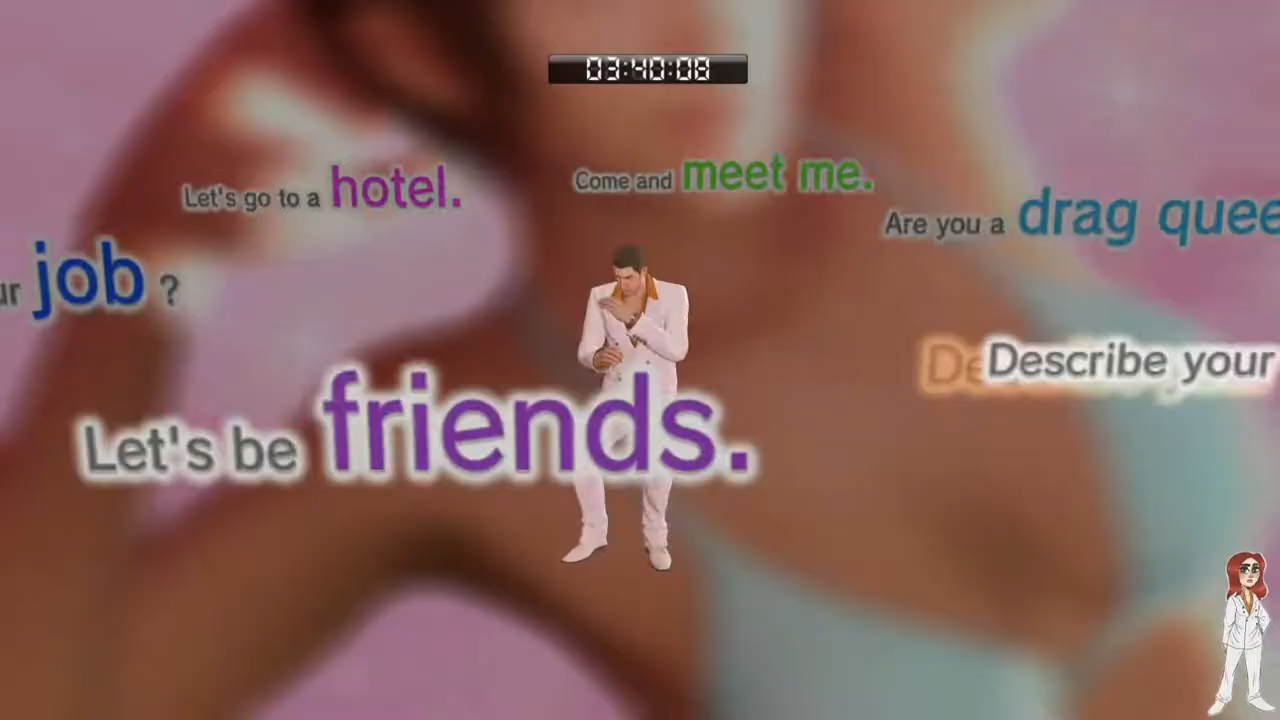 03:40:08
Let's go to a hotel.
Come and meet me.
Are you a drag quee
ur job ?
Describe your
Let's be friends.